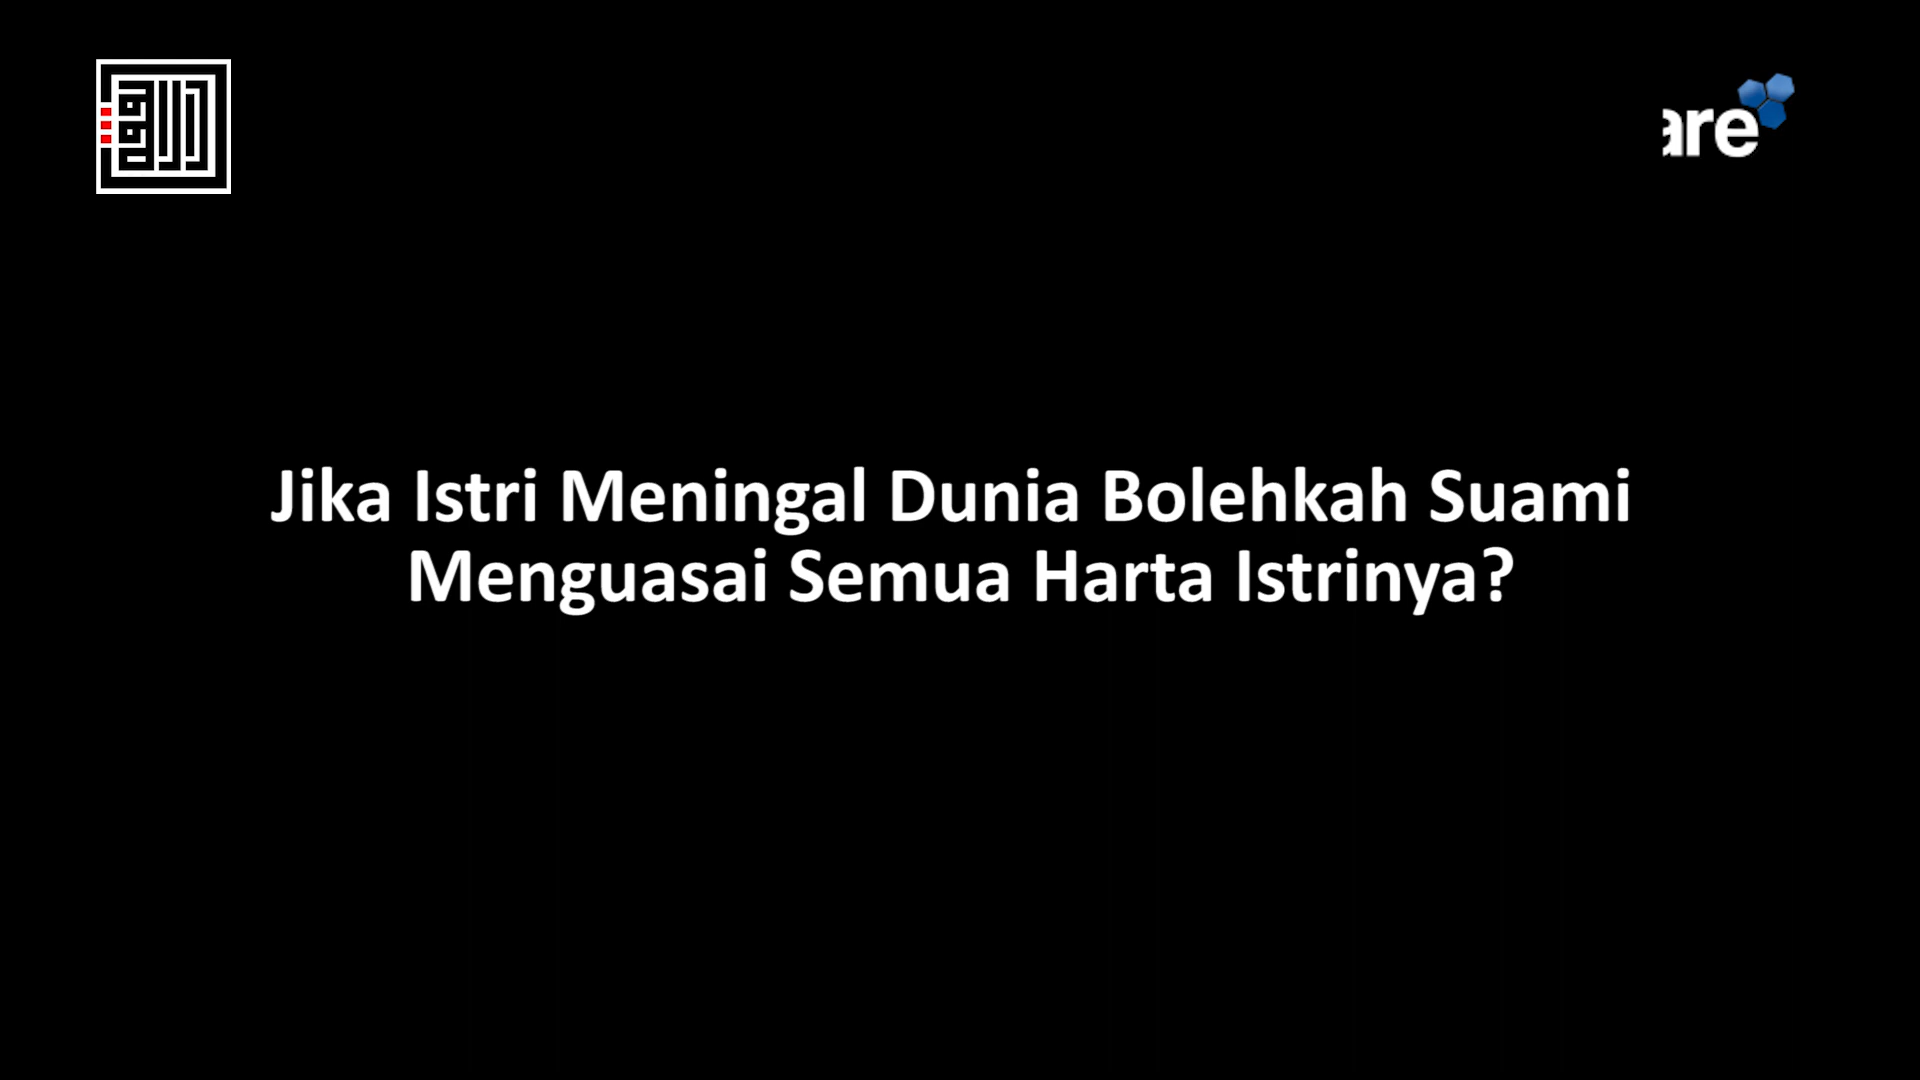 are
Jika Istri Meningal Dunia Bolehkah Suami
Menguasai Semua Harta Istrinya?